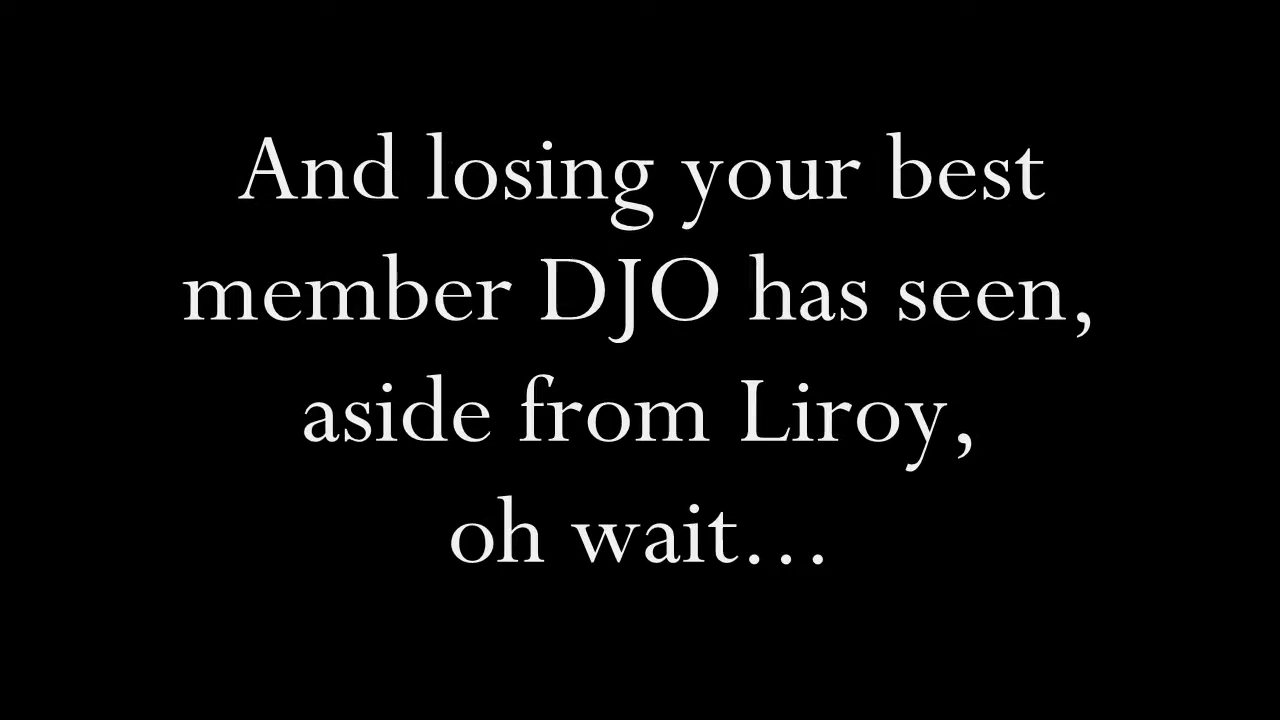 And losing your best
member DJO has seen,
aside from Liroy,
oh wait...